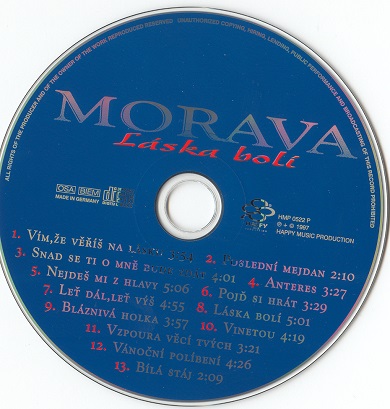 ALL RIGHTS OF THE PRODUCER AND OF THE OWNER OF THE WORK REPRODUCED RESERVED UNAUTHORISED COPYING, HIRING, LENDING, PUBLIC PERFORMANCE AND BROADCASTING OF THIS RECORD PROHIBITED
MORAVA
Láska bolí
OSA BIEM
MADE IN GERMANY
HMP 0522 P
℗ + © 1997
HAPPY MUSIC PRODUCTION
1. Vím,že věříš na
2. Poslední mejdan 2:10
3. Snad se ti o mně 4:01
4. Anteres 3:27
5. Nejdeš mi z hlavy 5:06
6. Pojď si hrát 3:29
7. Leť dál,leť výš 4:55
8. Láska bolí 5:01
9. Bláznivá holka 3:57
10. Vinetou 4:19
11. Vzpoura věcí tvých 3:21
12. Vánoční políbení 4:26
13. Bílá stáj 2:09